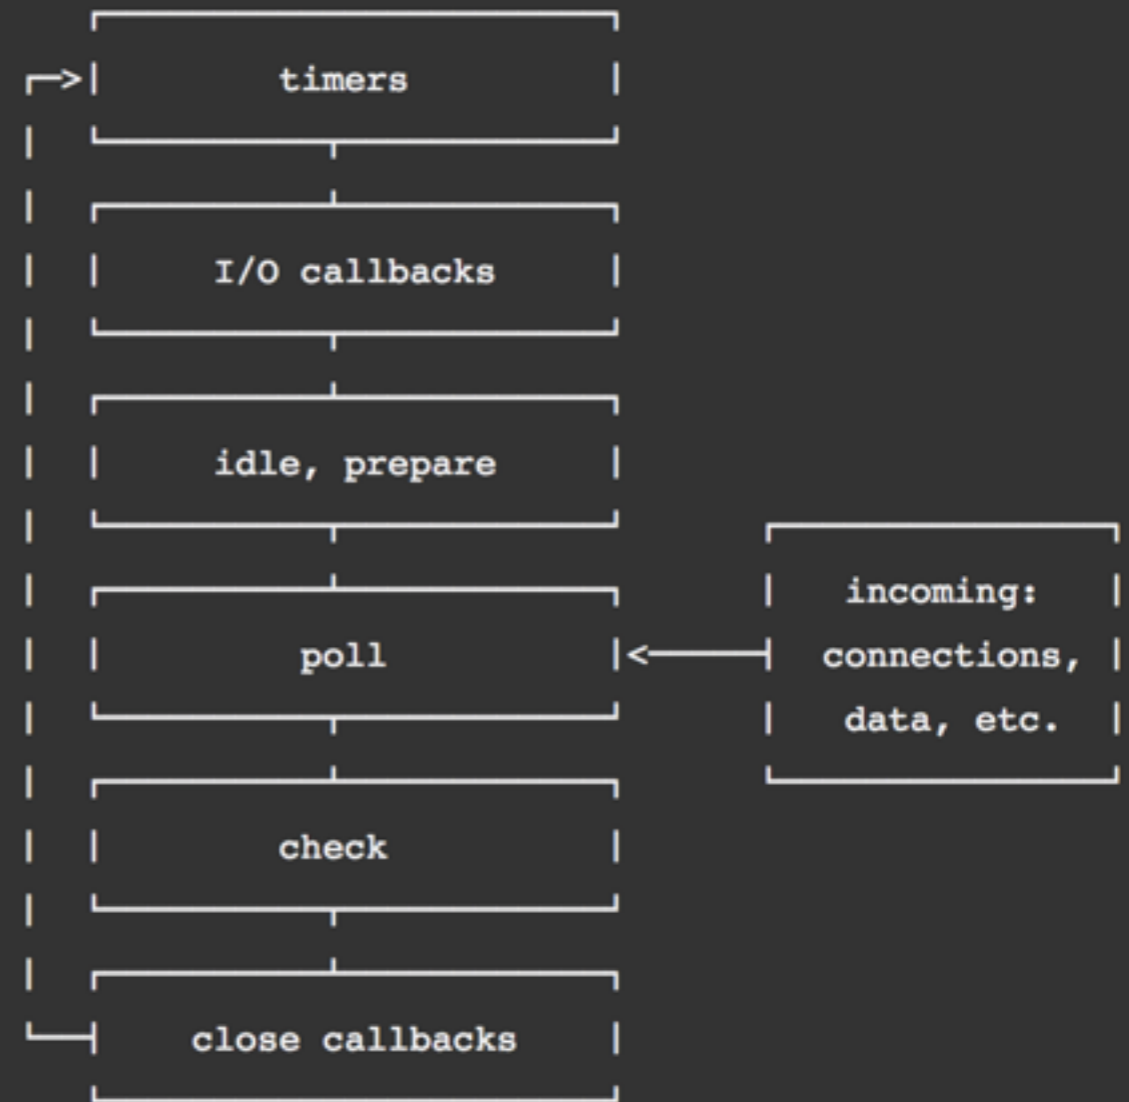 timers
I/O callbacks
idle, prepare
incoming:
poll
connections,
data, etc.
check
close callbacks